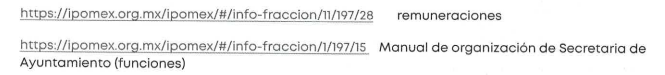 https://ipomex.org.mx/ipomex/#/info-fraccion/11/197/28 remuneraciones
https://ipomex.org.mx/ipomex/#/info-fraccion/1/197/15 Manual de organización de Secretaria de
Ayuntamiento (funciones)